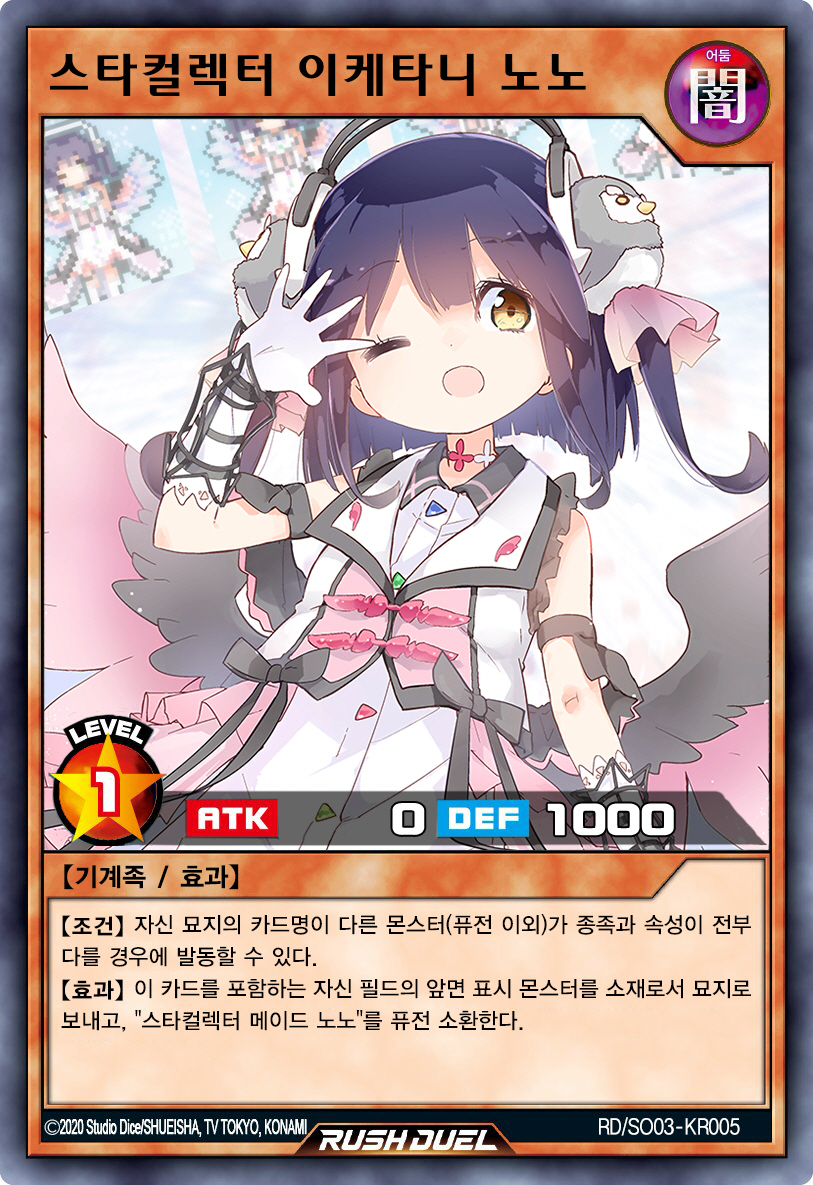 스타컬렉터 이케타니 노노
어둠
闇
LEVEL
1
ATK 0 DEF 1000
【기계족 / 효과】
【조건】 자신 묘지의 카드명이 다른 몬스터(퓨전 이외)가 종족과 속성이 전부
다를 경우에 발동할 수 있다.
【효과】 이 카드를 포함하는 자신 필드의 앞면 표시 몬스터를 소재로서 묘지로
보내고, "스타컬렉터 메이드 노노"를 퓨전 소환한다.
©2020 Studio Dice/SHUEISHA, TV TOKYO, KONAMI
RUSH DUEL
RD/SO03-KR005